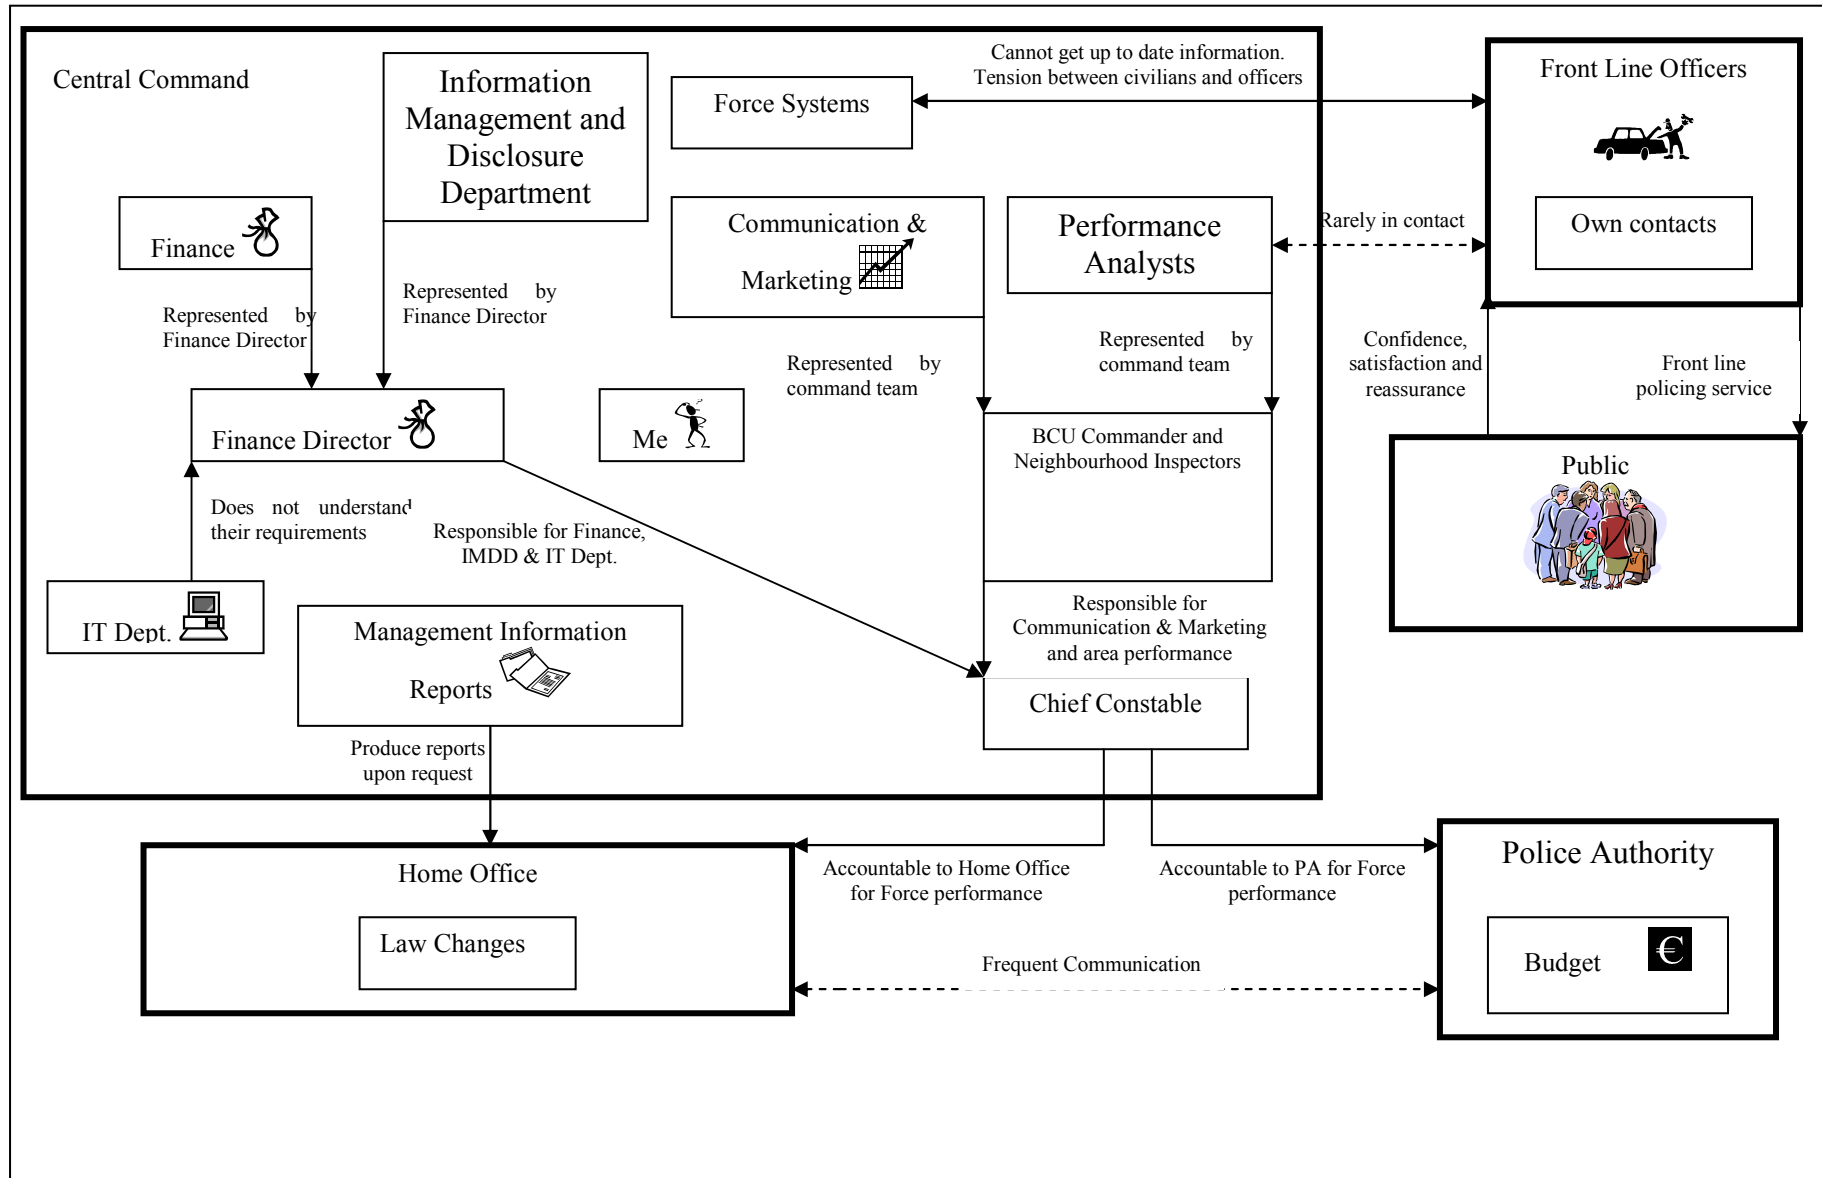 Central Command
Information
Management and
Disclosure
Department
Force Systems
Cannot get up to date information.
Tension between civilians and officers
Front Line Officers
Own contacts
Finance
Communication &
Marketing
Performance
Analysts
Rarely in contact
Represented by
Finance Director
Represented by
Finance Director
Represented by
command team
Represented by
command team
Confidence,
satisfaction and
reassurance
Front line
policing service
Finance Director
Me
BCU Commander and
Neighbourhood Inspectors
Public
Does not understand
their requirements
Responsible for Finance,
IMDD & IT Dept.
IT Dept.
Management Information
Reports
Responsible for
Communication & Marketing
and area performance
Chief Constable
Produce reports
upon request
Home Office
Law Changes
Accountable to Home Office
for Force performance
Accountable to PA for Force
performance
Police Authority
Budget
€
Frequent Communication